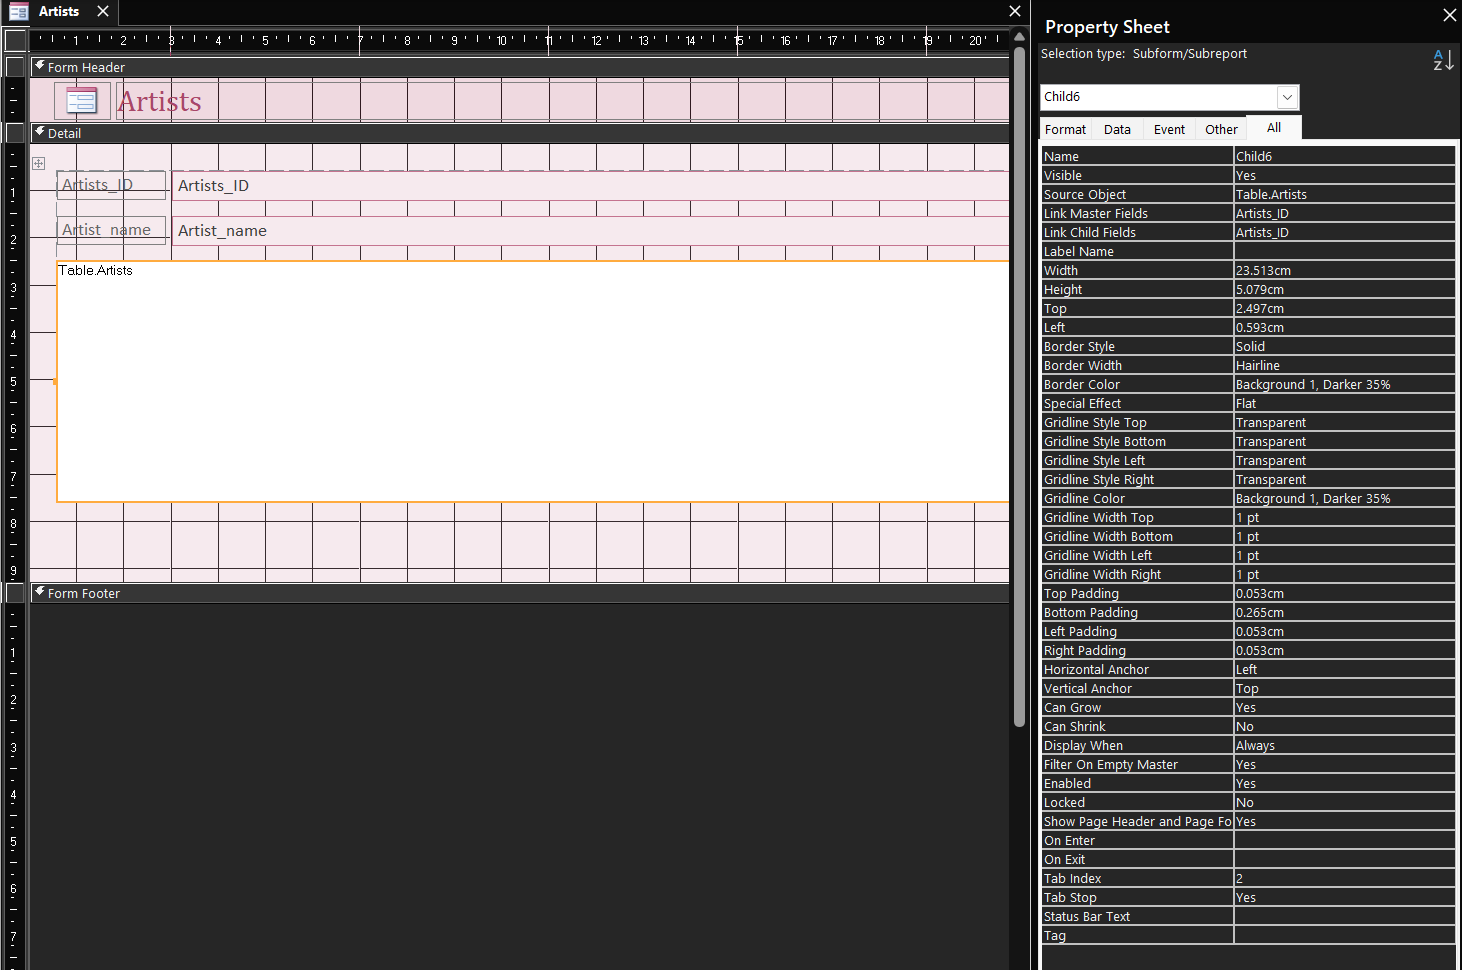 Artists
1 2 3 4 5 6 7 8 9 10 11 12 13 14 15 16 17 18 19 20
Form Header
Artists
Detail
Artists_ID Artists_ID
Artist_name Artist_name
Table.Artists
1
2
3
4
5
6
7
8
9
Form Footer
1
2
3
4
5
6
7
Property Sheet
Selection type: Subform/Subreport
A
Z
Child6
Format Data Event Other All
Name Child6
Visible Yes
Source Object Table.Artists
Link Master Fields Artists_ID
Link Child Fields Artists_ID
Label Name
Width 23.513cm
Height 5.079cm
Top 2.497cm
Left 0.593cm
Border Style Solid
Border Width Hairline
Border Color Background 1, Darker 35%
Special Effect Flat
Gridline Style Top Transparent
Gridline Style Bottom Transparent
Gridline Style Left Transparent
Gridline Style Right Transparent
Gridline Color Background 1, Darker 35%
Gridline Width Top 1 pt
Gridline Width Bottom 1 pt
Gridline Width Left 1 pt
Gridline Width Right 1 pt
Top Padding 0.053cm
Bottom Padding 0.265cm
Left Padding 0.053cm
Right Padding 0.053cm
Horizontal Anchor Left
Vertical Anchor Top
Can Grow Yes
Can Shrink No
Display When Always
Filter On Empty Master Yes
Enabled Yes
Locked No
Show Page Header and Page Fo Yes
On Enter
On Exit
Tab Index 2
Tab Stop Yes
Status Bar Text
Tag